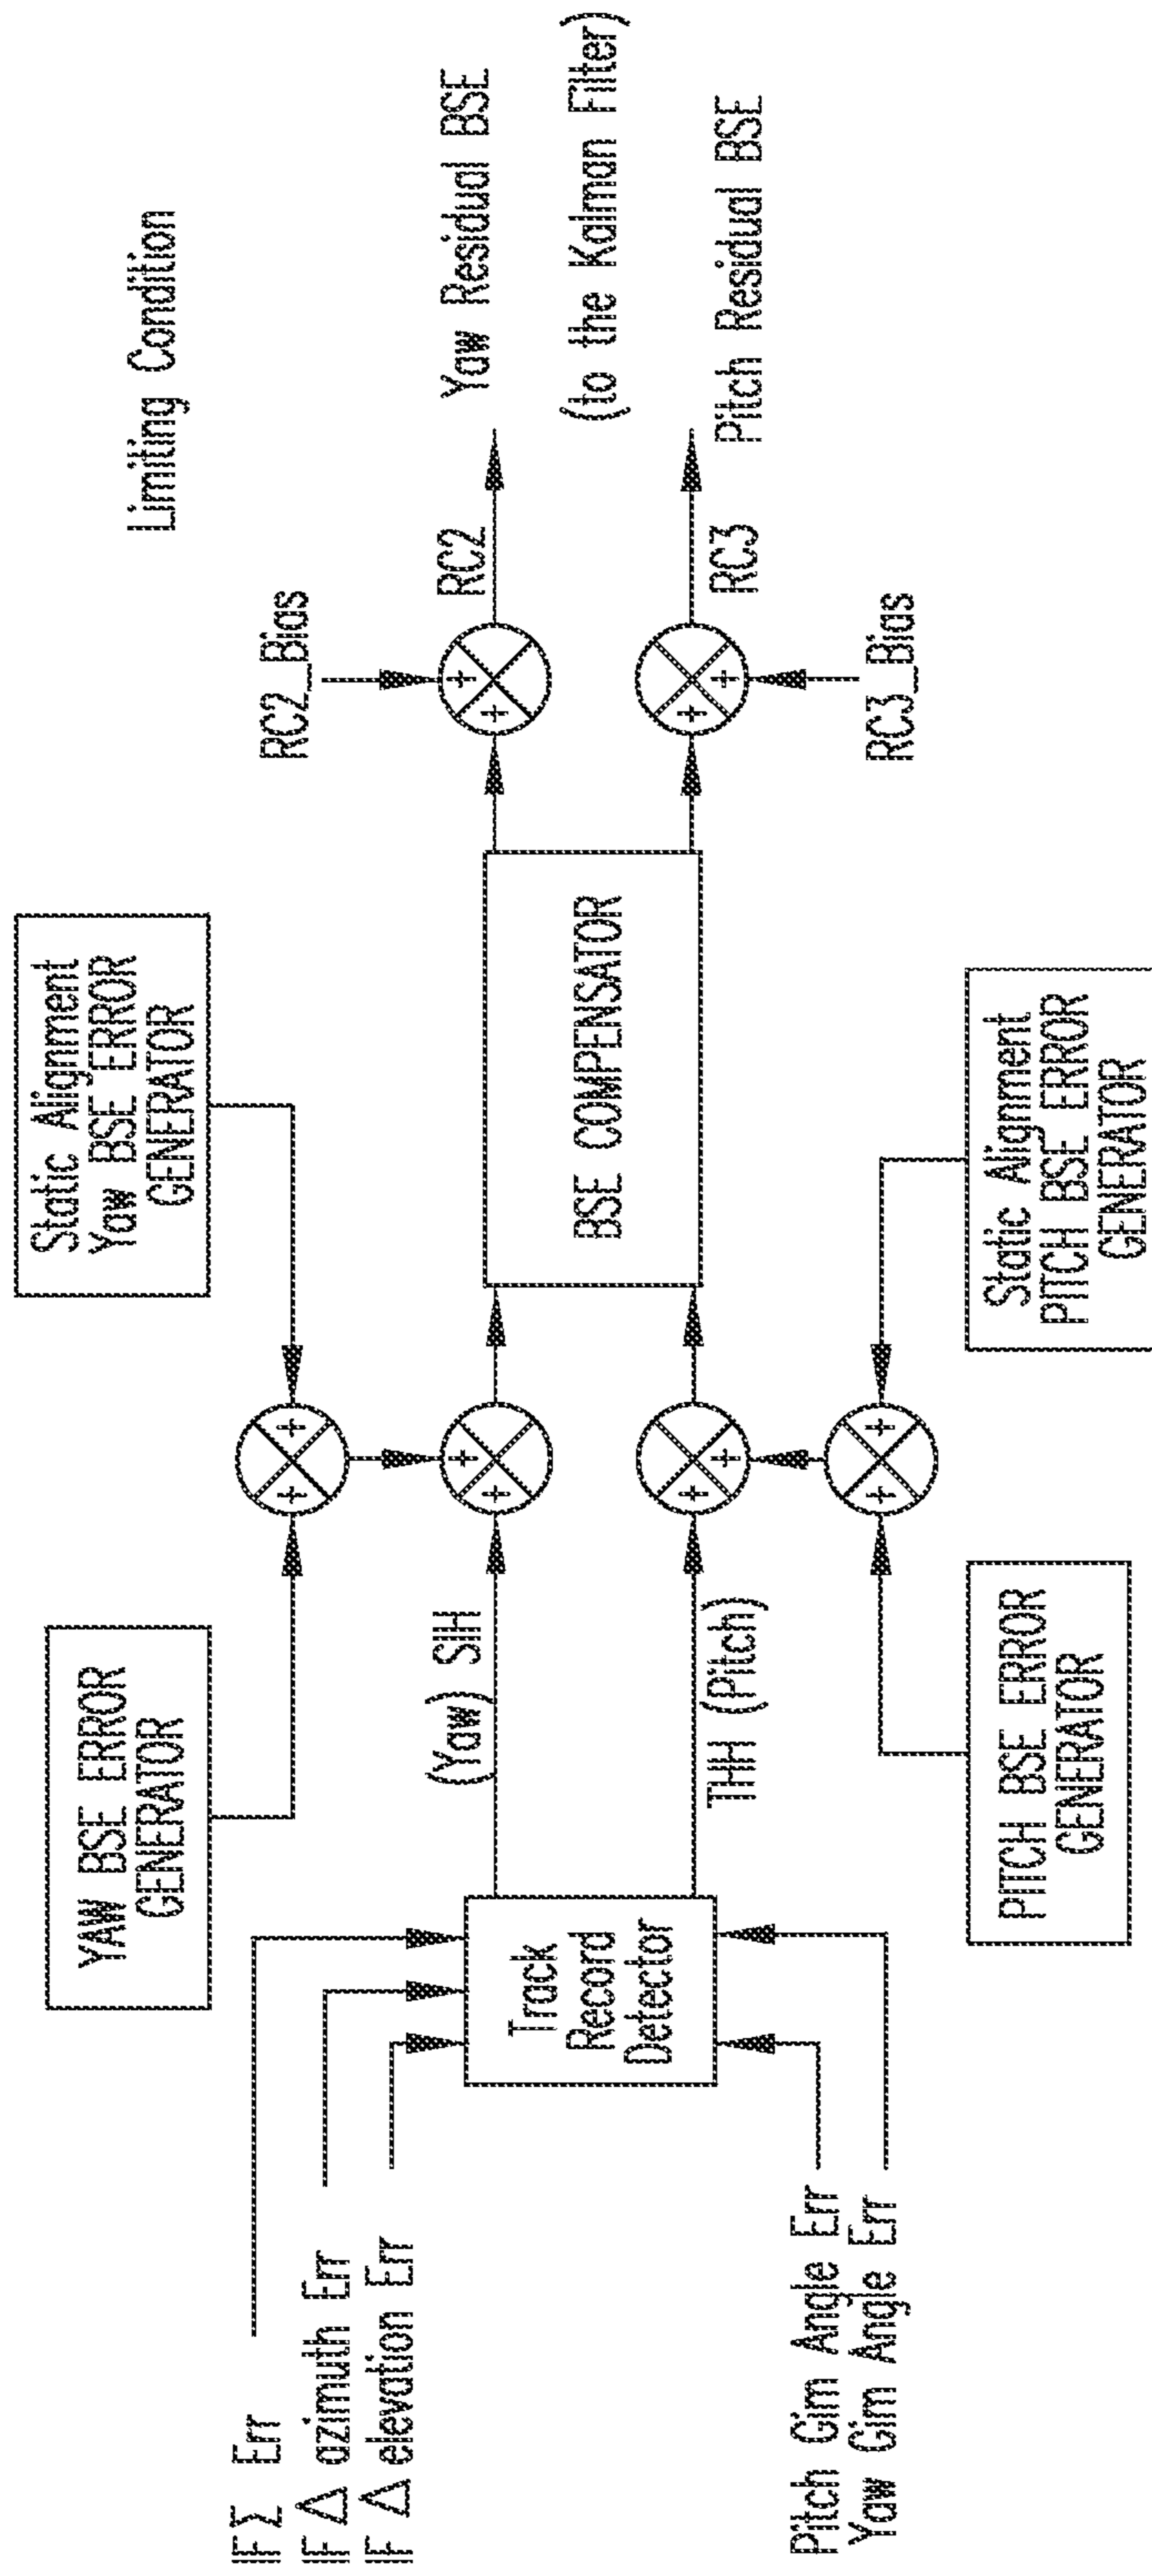 Limiting Condition
Static Alignment
Yaw BSE ERROR
GENERATOR
YAW BSE ERROR
GENERATOR
RC2_Bias
RC2
Yaw Residual BSE
(to the Kalman Filter)
Pitch Residual BSE
RC3
RC3_Bias
IF Σ Err
IF Δ azimuth Err
IF Δ elevation Err
(Yaw) SIH
Track
Record
Detector
BSE COMPENSATOR
THH (Pitch)
Pitch Gim Angle Err
Yaw Gim Angle Err
PITCH BSE ERROR
GENERATOR
Static Alignment
PITCH BSE ERROR
GENERATOR
+
+
+
+
+
+
+
+
+
+
+
+